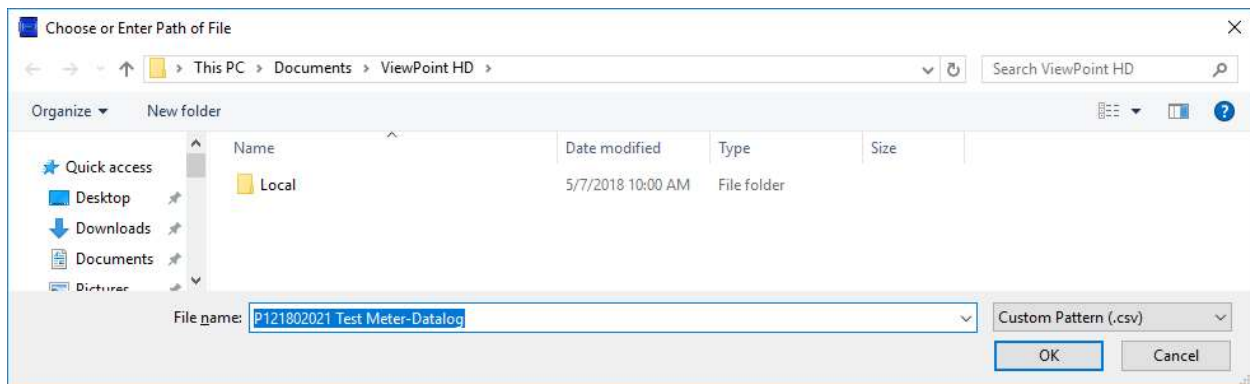 Choose or Enter Path of File
This PC > Documents > ViewPoint HD >
Search ViewPoint HD
Organize
New folder
Name
Date modified
Type
Size
Quick access
Desktop
Downloads
Documents
Pictures
Local
5/7/2018 10:00 AM
File folder
File name:
P121802021 Test Meter-Datalog
Custom Pattern (.csv)
OK
Cancel